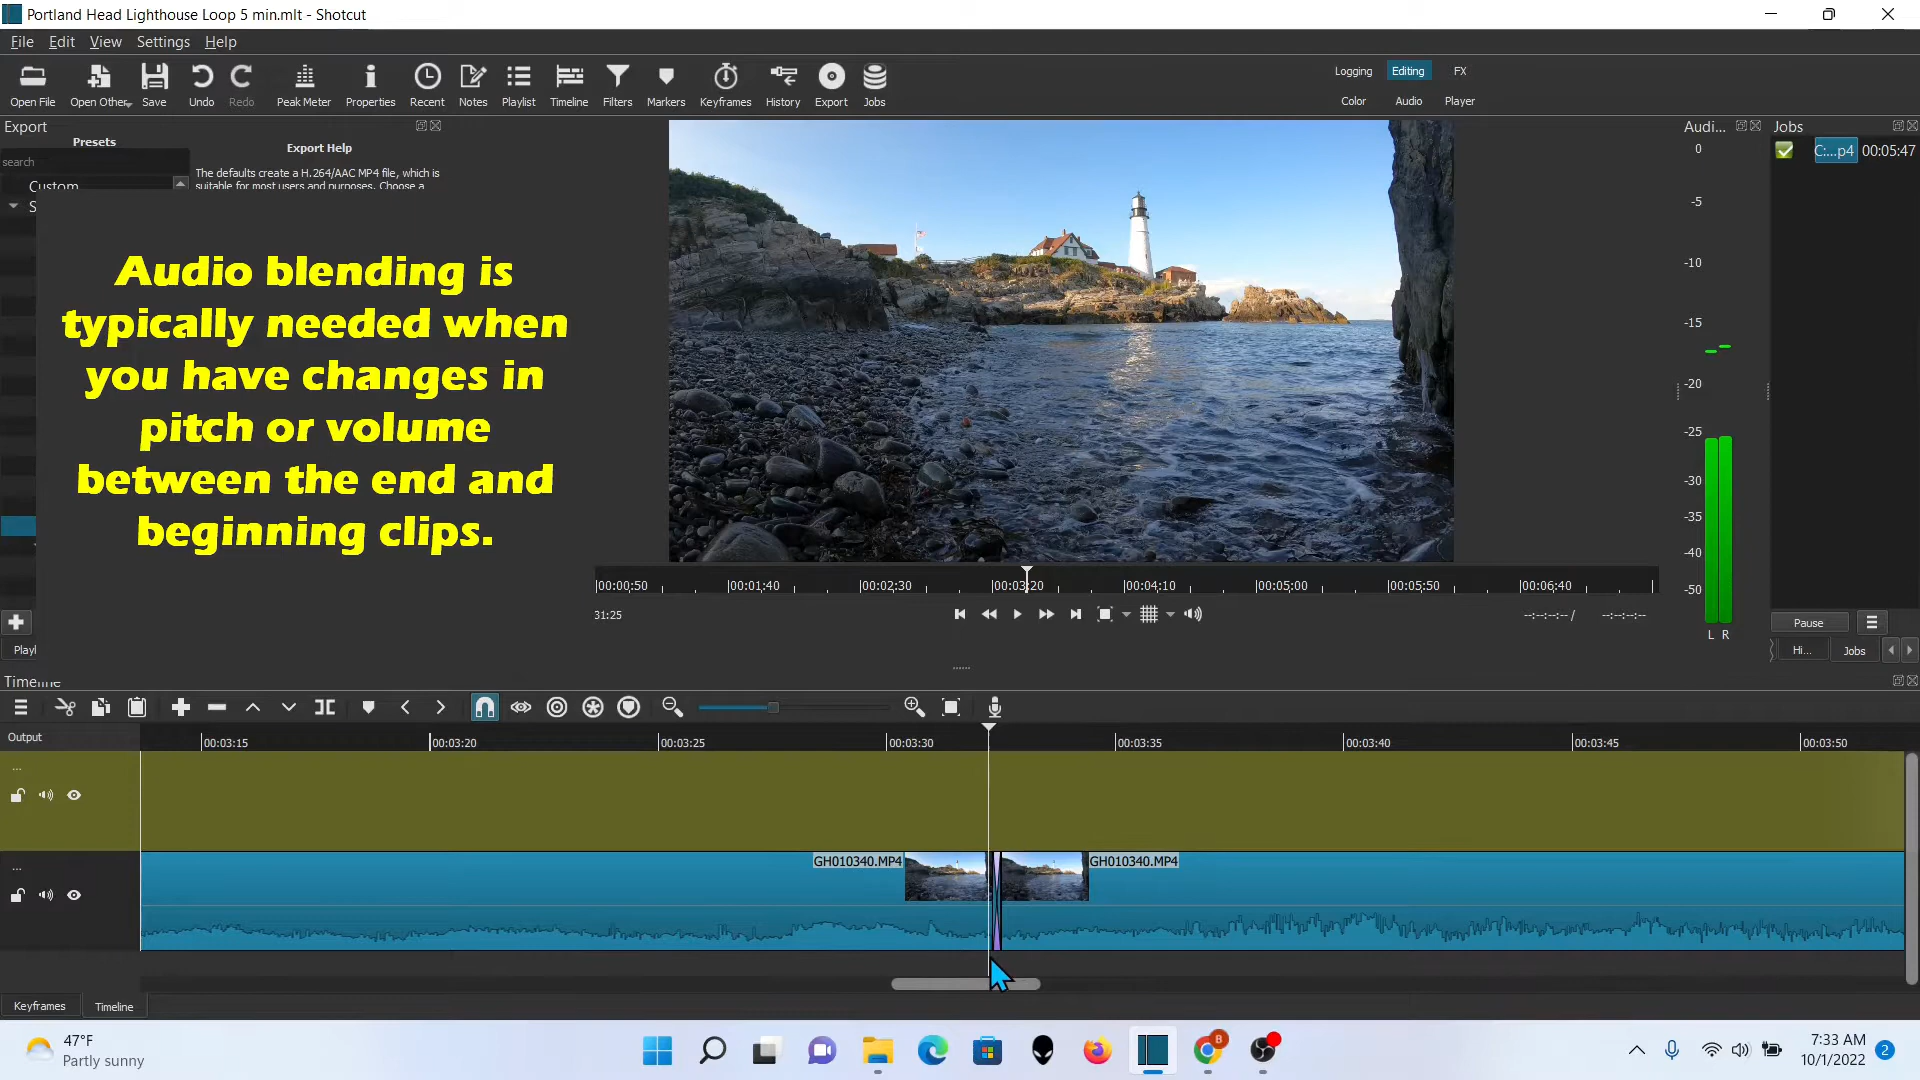 Portland Head Lighthouse Loop 5 min.mlt - Shotcut
File Edit View Settings Help
Open File Open Other Save Undo Redo Peak Meter Properties Recent Notes Playlist Timeline Filters Markers Keyframes History Export Jobs
Logging Editing FX
Color Audio Player
Export
Presets
search
Custom
S
Export Help
The defaults create a H.264/AAC MP4 file, which is
suitable for most users and purposes. Choose a
Audio blending is
typically needed when
you have changes in
pitch or volume
between the end and
beginning clips.
Playl
00:00:50 00:01:40 00:02:30 00:03:20 00:04:10 00:05:00 00:05:50 00:06:40
31:25
--:--:--:-- / --:--:--:--
Audi...
0
-5
-10
-15
-20
-25
-30
-35
-40
-50
L R
Jobs
C:...p4 00:05:47
Pause
Hi... Jobs
Timeline
Output
00:03:15 00:03:20 00:03:25 00:03:30 00:03:35 00:03:40 00:03:45 00:03:50
...
...
GH010340.MP4 GH010340.MP4
Keyframes Timeline
47°F
Partly sunny
B
7:33 AM
10/1/2022
2